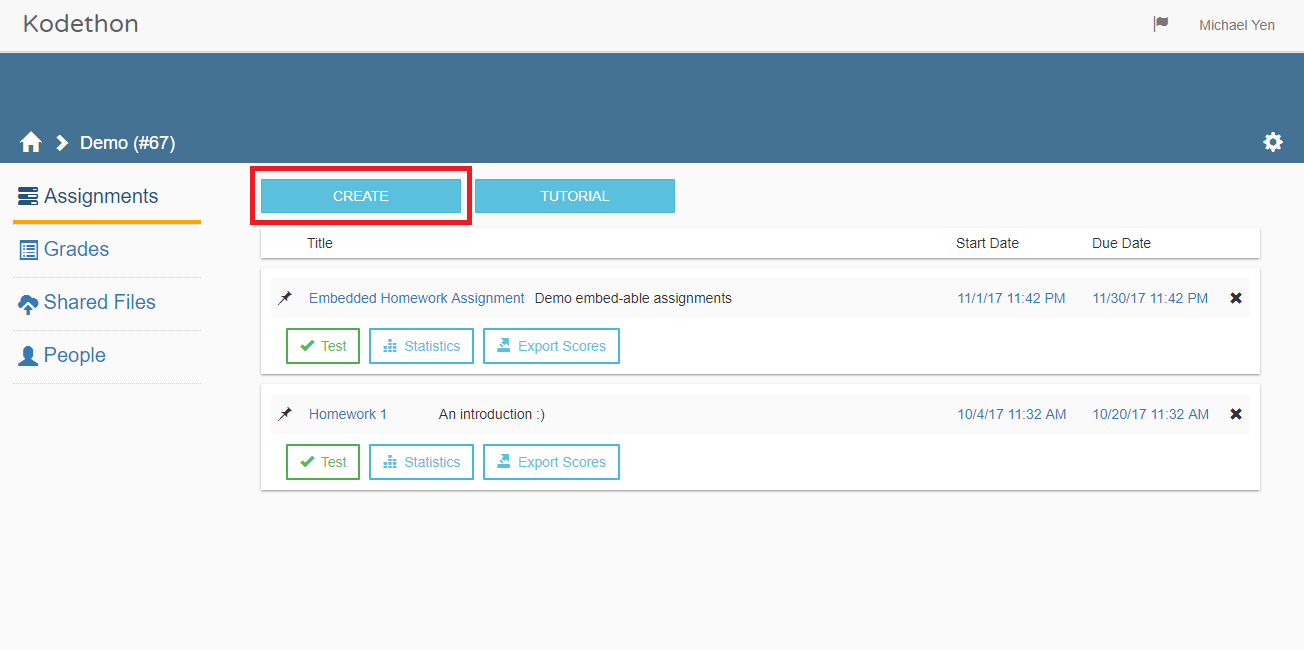 Kodethon
Michael Yen
Demo (#67)
Assignments
Grades
Shared Files
People
CREATE TUTORIAL
Title Start Date Due Date
Embedded Homework Assignment Demo embed-able assignments 11/1/17 11:42 PM 11/30/17 11:42 PM
Test Statistics Export Scores
Homework 1 An introduction :) 10/4/17 11:32 AM 10/20/17 11:32 AM
Test Statistics Export Scores